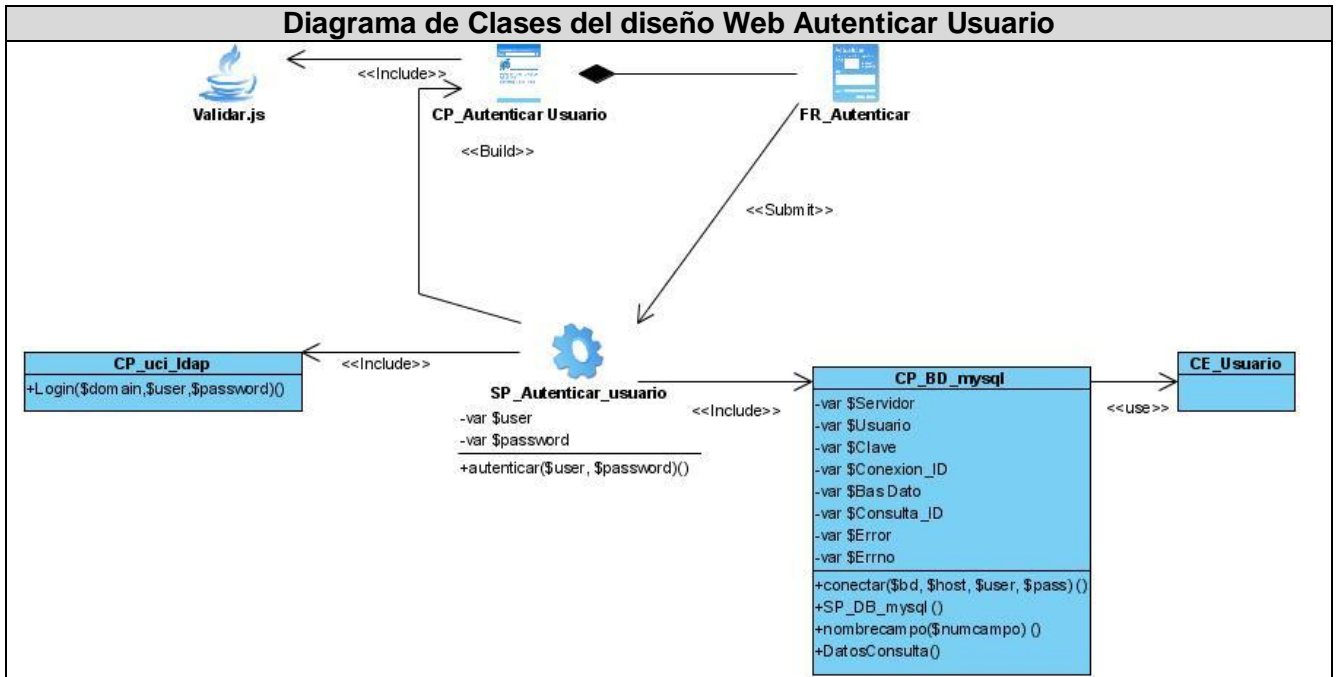 Diagrama de Clases del diseño Web Autenticar Usuario
<<Include>>
Validar.js
CP_Autenticar Usuario
FR_Autenticar
<<Build>>
<<Submit>>
CP_uci_ldap
+Login($domain,$user,$password)()
<<Include>>
SP_Autenticar_usuario
-var $user
-var $password
+autenticar($user, $password)()
<<Include>>
CP_BD_mysql
-var $Servidor
-var $Usuario
-var $Clave
-var $Conexion_ID
-var $Bas Dato
-var $Consulta_ID
-var $Error
-var $Errno
+conectar($bd, $host, $user, $pass) ()
+SP_DB_mysql ()
+nombrecampo($numcampo) ()
+DatosConsulta()
<<use>>
CE_Usuario